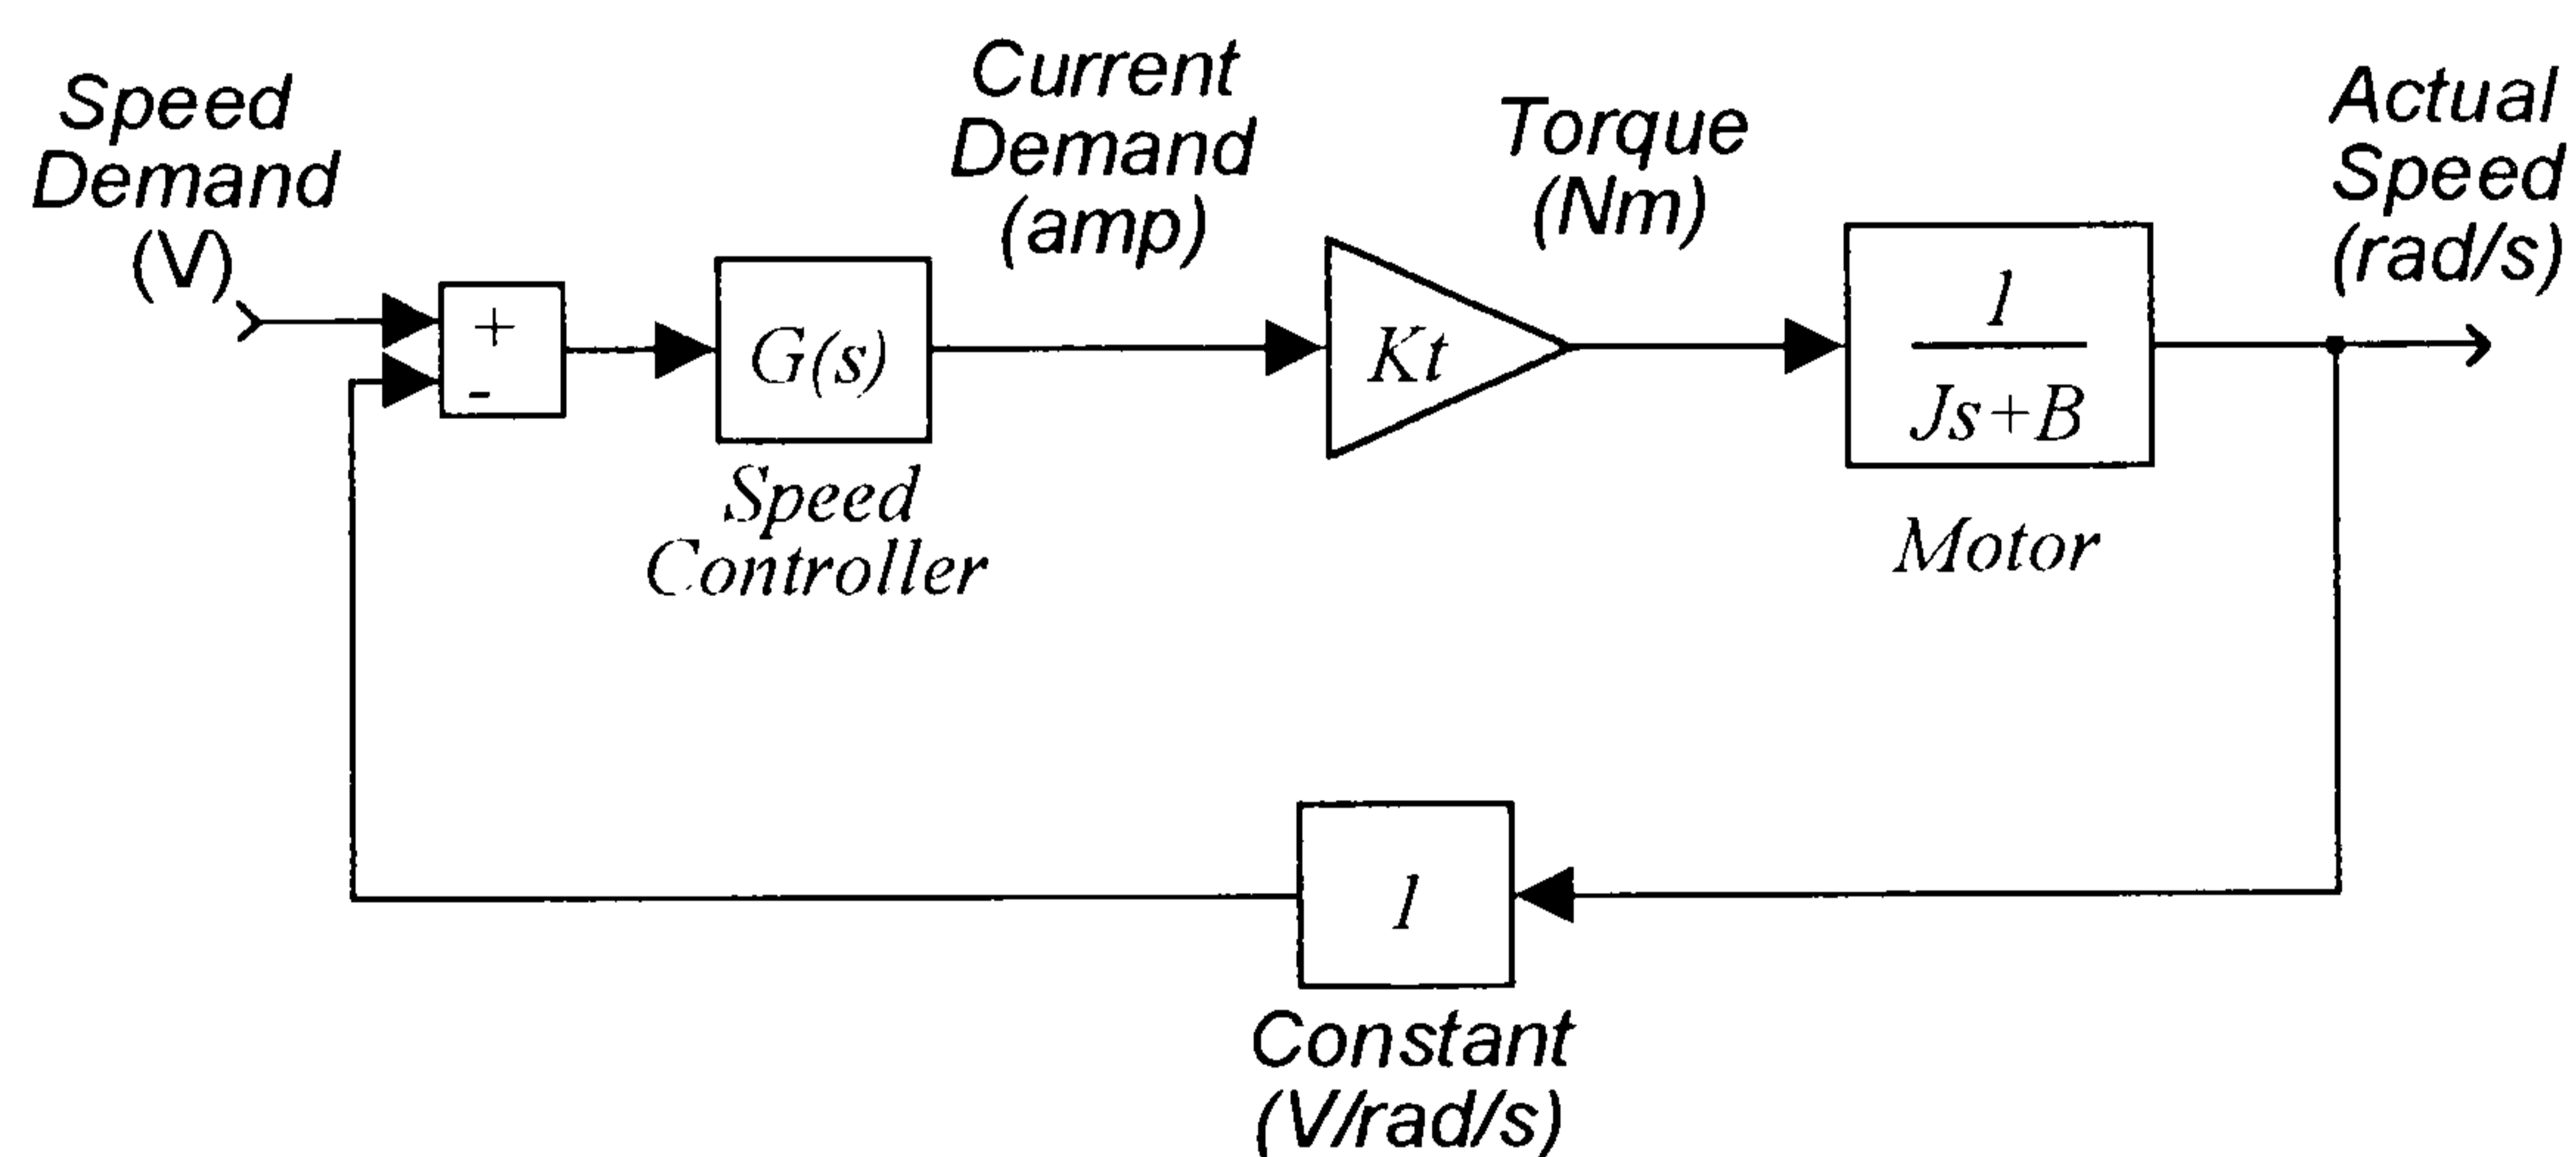 Speed
Demand
(V)
Current
Demand
(amp)
Torque
(Nm)
Actual
Speed
(rad/s)
+
-
G(s)
Kt
1
Js+B
Speed
Controller
Motor
1
Constant
(V/rad/s)